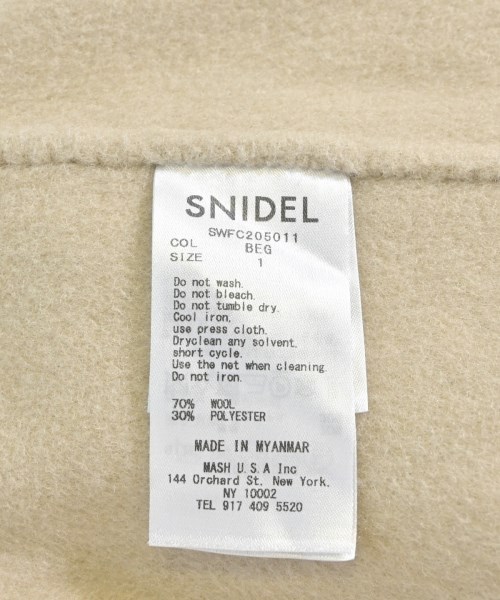 SNIDEL
SWFC205011
COL BEG
SIZE 1
Do not wash.
Do not bleach.
Do not tumble dry.
Cool iron,
use press cloth.
Dryclean any solvent,
short cycle.
Use the net when cleaning.
Do not iron.
70% WOOL
30% POLYESTER
MADE IN MYANMAR
MASH U.S.A Inc
144 Orchard St, New York,
NY 10002
TEL 917 409 5520